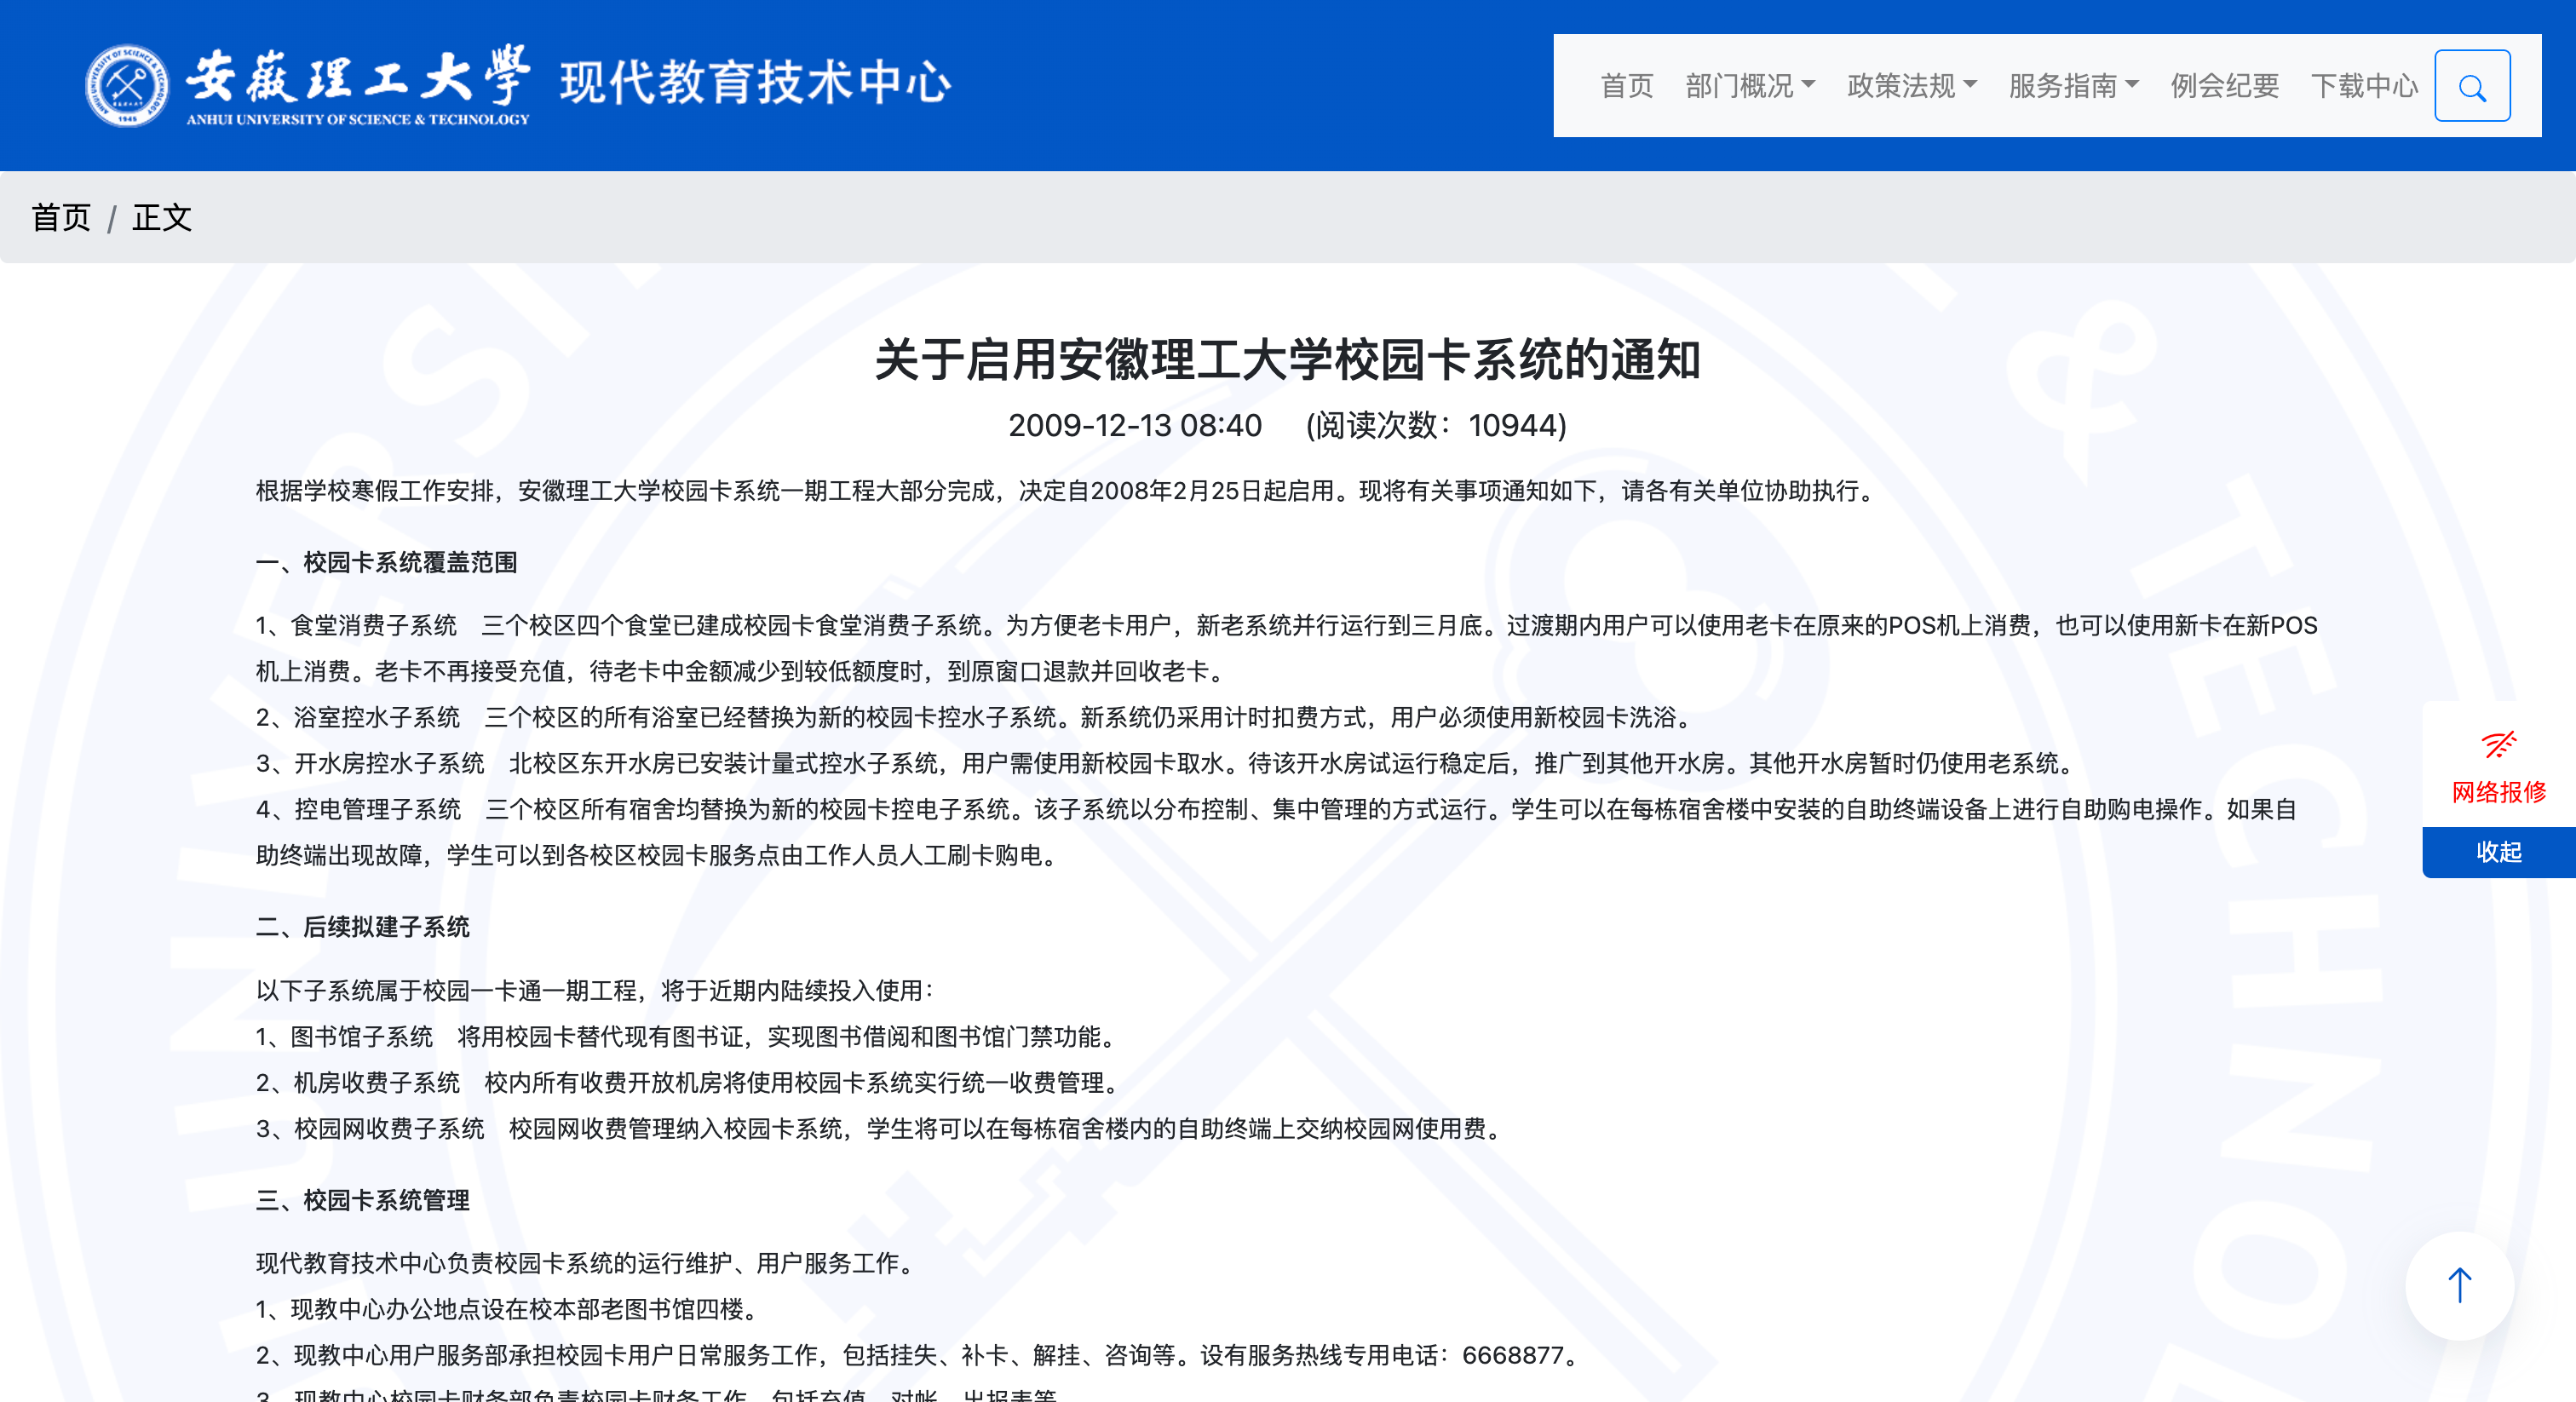 安徽理工大學 现代教育技术中心
ANHUI UNIVERSITY OF SCIENCE & TECHNOLOGY
首页 部门概况 政策法规 服务指南 例会纪要 下载中心
首页 / 正文
关于启用安徽理工大学校园卡系统的通知
2009-12-13 08:40 (阅读次数：10944)
根据学校寒假工作安排，安徽理工大学校园卡系统一期工程大部分完成，决定自2008年2月25日起启用。现将有关事项通知如下，请各有关单位协助执行。
一、校园卡系统覆盖范围
1、食堂消费子系统　三个校区四个食堂已建成校园卡食堂消费子系统。为方便老卡用户，新老系统并行运行到三月底。过渡期内用户可以使用老卡在原来的POS机上消费，也可以使用新卡在新POS
机上消费。老卡不再接受充值，待老卡中金额减少到较低额度时，到原窗口退款并回收老卡。
2、浴室控水子系统　三个校区的所有浴室已经替换为新的校园卡控水子系统。新系统仍采用计时扣费方式，用户必须使用新校园卡洗浴。
3、开水房控水子系统　北校区东开水房已安装计量式控水子系统，用户需使用新校园卡取水。待该开水房试运行稳定后，推广到其他开水房。其他开水房暂时仍使用老系统。
4、控电管理子系统　三个校区所有宿舍均替换为新的校园卡控电子系统。该子系统以分布控制、集中管理的方式运行。学生可以在每栋宿舍楼中安装的自助终端设备上进行自助购电操作。如果自
助终端出现故障，学生可以到各校区校园卡服务点由工作人员人工刷卡购电。
网络报修
收起
二、后续拟建子系统
以下子系统属于校园一卡通一期工程，将于近期内陆续投入使用：
1、图书馆子系统　将用校园卡替代现有图书证，实现图书借阅和图书馆门禁功能。
2、机房收费子系统　校内所有收费开放机房将使用校园卡系统实行统一收费管理。
3、校园网收费子系统　校园网收费管理纳入校园卡系统，学生将可以在每栋宿舍楼内的自助终端上交纳校园网使用费。
三、校园卡系统管理
现代教育技术中心负责校园卡系统的运行维护、用户服务工作。
1、现教中心办公地点设在校本部老图书馆四楼。
2、现教中心用户服务部承担校园卡用户日常服务工作，包括挂失、补卡、解挂、咨询等。设有服务热线专用电话：6668877。
3、现教中心校园卡财务部负责校园卡财务工作，包括充值、对帐、出报表等